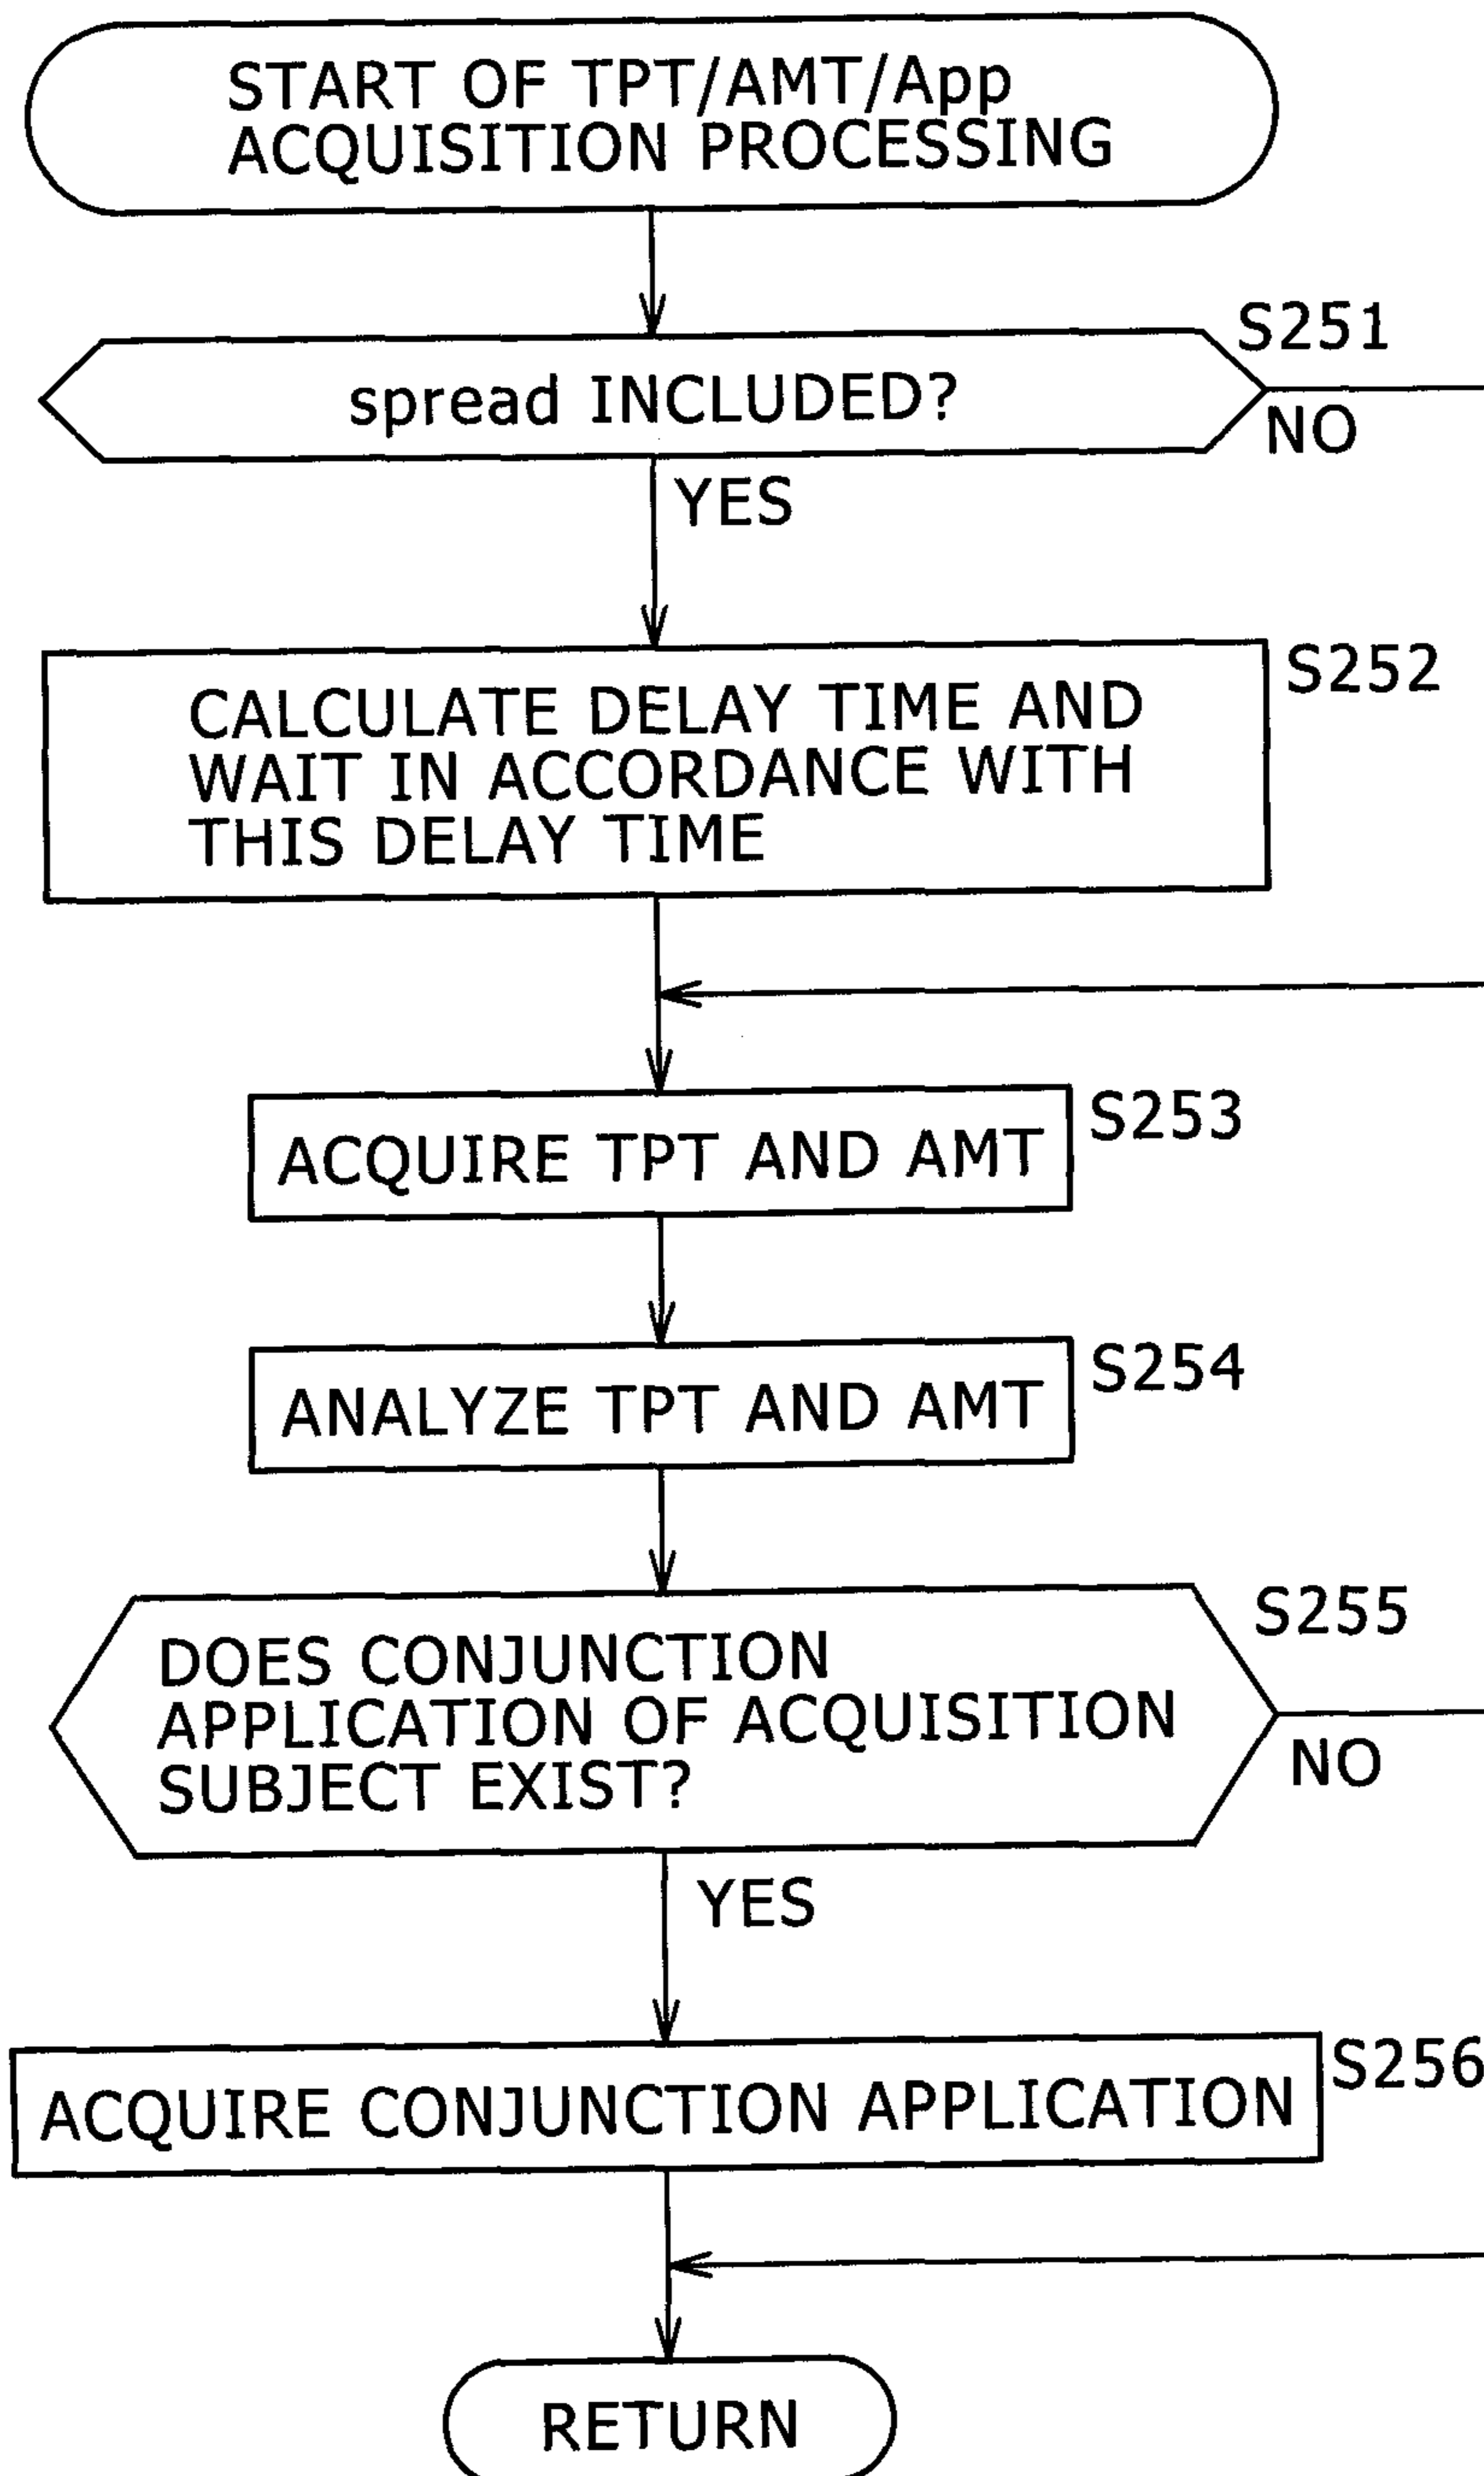 START OF TPT/AMT/App
ACQUISITION PROCESSING
S251
spread INCLUDED?
NO
YES
S252
CALCULATE DELAY TIME AND
WAIT IN ACCORDANCE WITH
THIS DELAY TIME
S253
ACQUIRE TPT AND AMT
S254
ANALYZE TPT AND AMT
S255
DOES CONJUNCTION
APPLICATION OF ACQUISITION
SUBJECT EXIST?
NO
YES
S256
ACQUIRE CONJUNCTION APPLICATION
RETURN